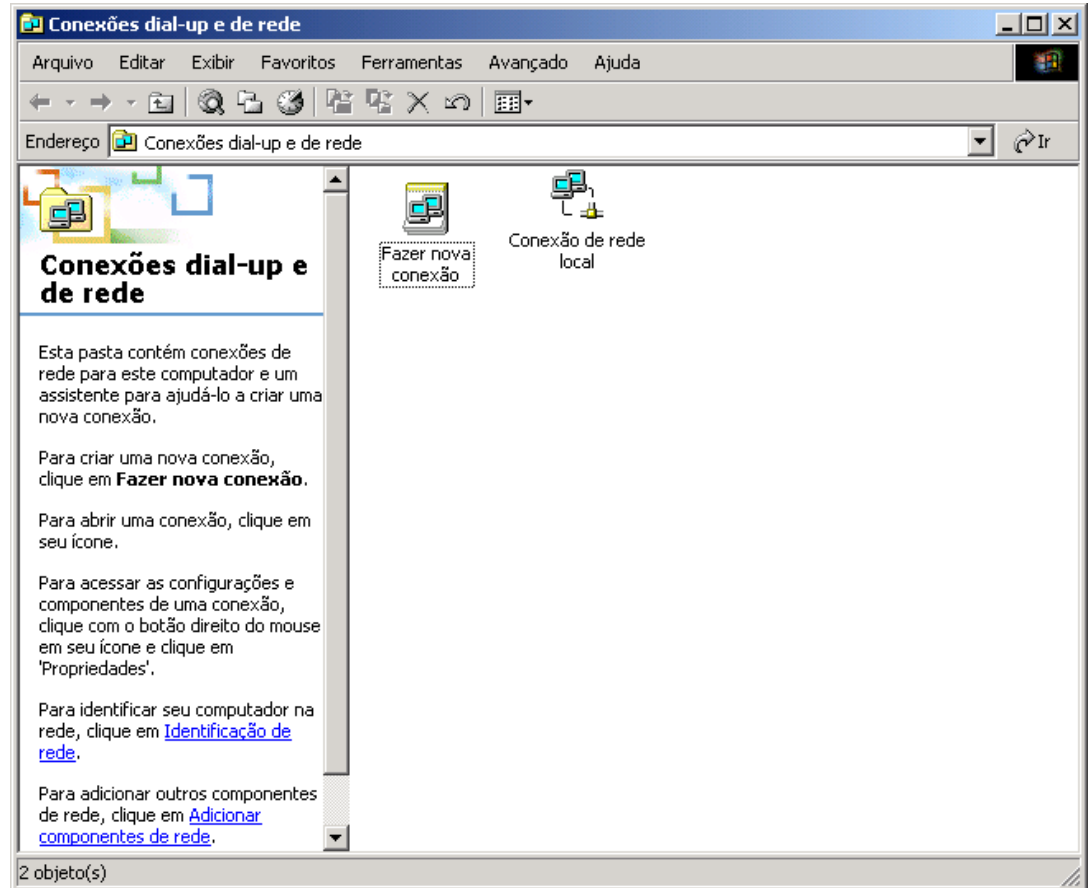 Conexões dial-up e de rede
Arquivo Editar Exibir Favoritos Ferramentas Avançado Ajuda
Endereço Conexões dial-up e de rede Ir
Conexões dial-up e
de rede
Esta pasta contém conexões de
rede para este computador e um
assistente para ajudá-lo a criar uma
nova conexão.
Para criar uma nova conexão,
clique em Fazer nova conexão.
Para abrir uma conexão, clique em
seu ícone.
Para acessar as configurações e
componentes de uma conexão,
clique com o botão direito do mouse
em seu ícone e clique em
'Propriedades'.
Para identificar seu computador na
rede, clique em Identificação de
rede.
Para adicionar outros componentes
de rede, clique em Adicionar
componentes de rede.
Fazer nova
conexão
Conexão de rede
local
2 objeto(s)